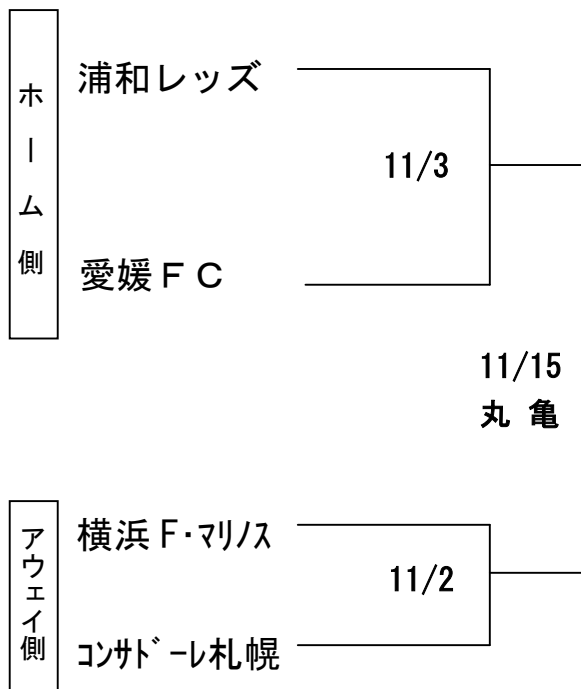 ホーム側
浦和レッズ
11/3
愛媛ＦＣ
11/15
丸亀
アウェイ側
横浜F･ﾏﾘﾉｽ
11/2
ｺﾝｻﾄﾞｰﾚ札幌